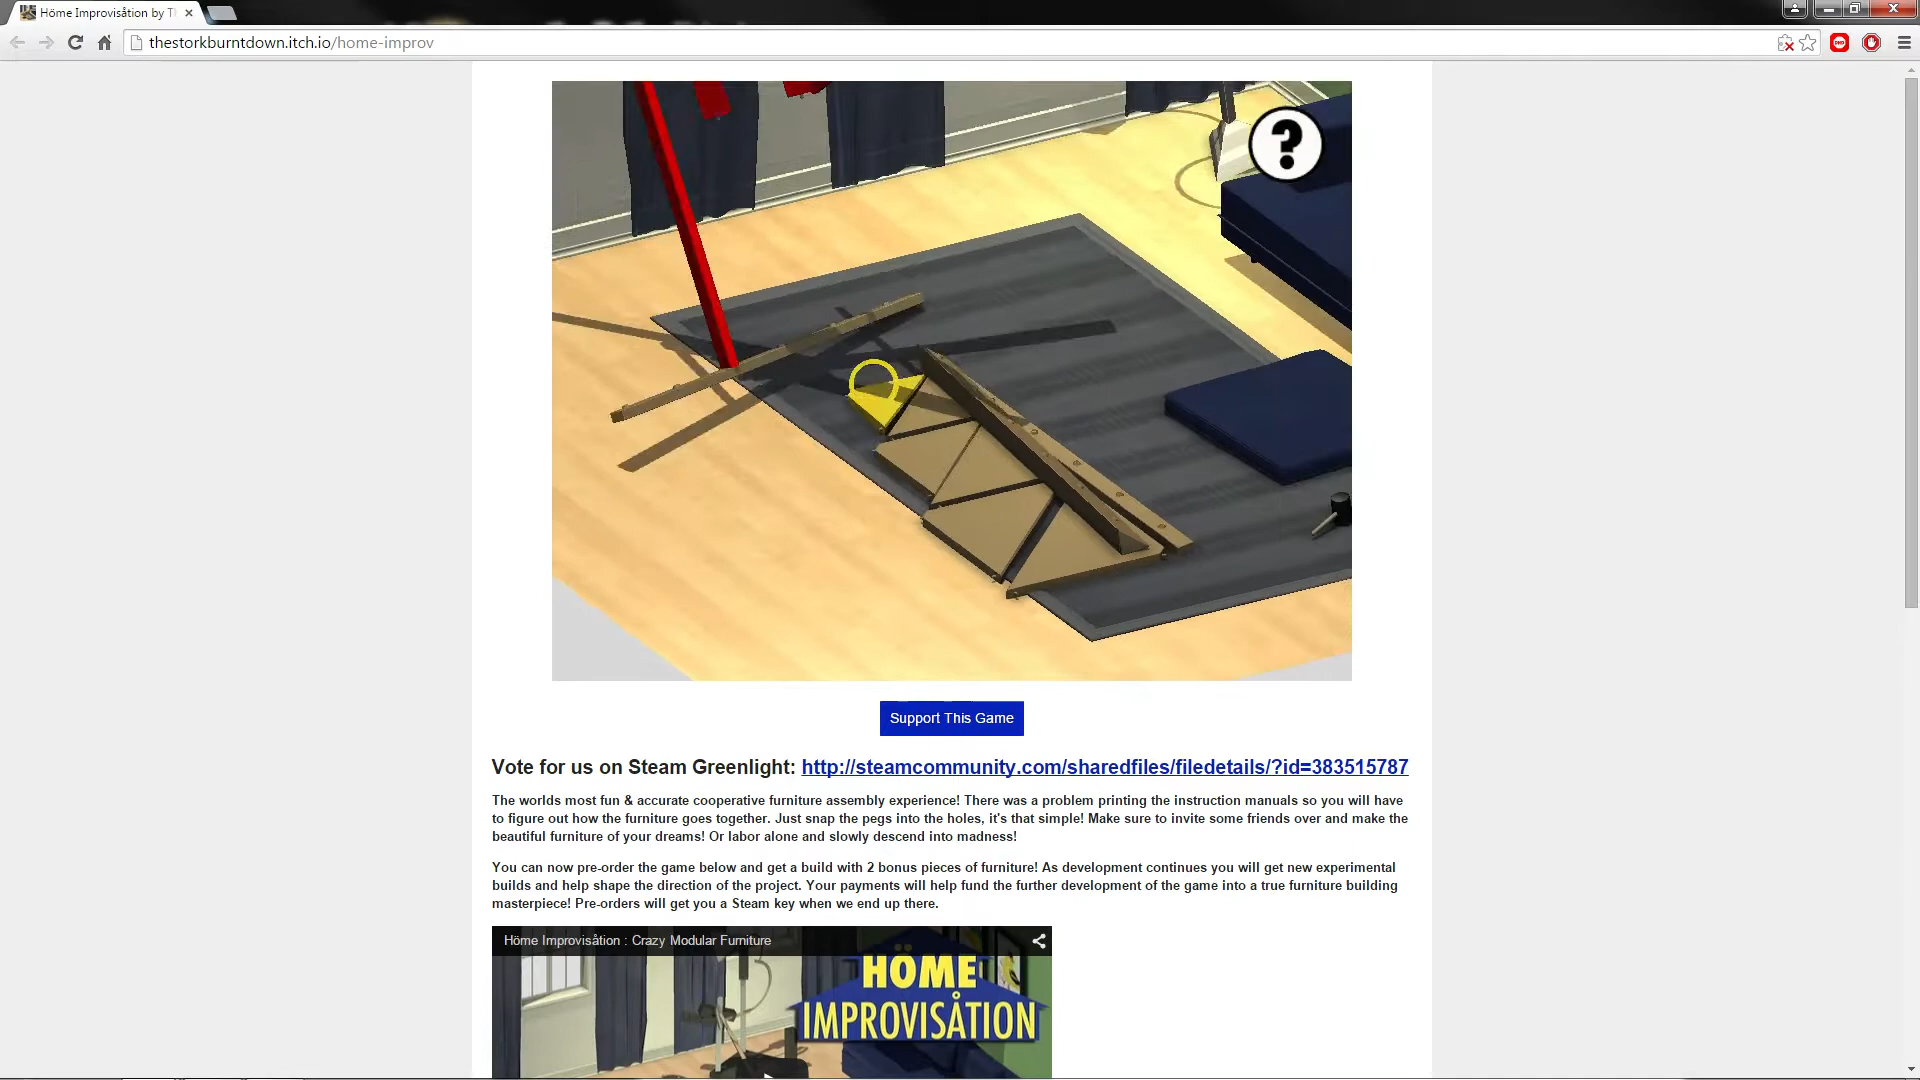 Höme Improvisåtion by T
thestorkburntdown.itch.io/home-improv
?
Support This Game
Vote for us on Steam Greenlight: http://steamcommunity.com/sharedfiles/filedetails/?id=383515787
The worlds most fun & accurate cooperative furniture assembly experience! There was a problem printing the instruction manuals so you will have
to figure out how the furniture goes together. Just snap the pegs into the holes, it's that simple! Make sure to invite some friends over and make the
beautiful furniture of your dreams! Or labor alone and slowly descend into madness!
You can now pre-order the game below and get a build with 2 bonus pieces of furniture! As development continues you will get new experimental
builds and help shape the direction of the project. Your payments will help fund the further development of the game into a true furniture building
masterpiece! Pre-orders will get you a Steam key when we end up there.
Höme Improvisåtion : Crazy Modular Furniture
HÖME
IMPROVISÅTION